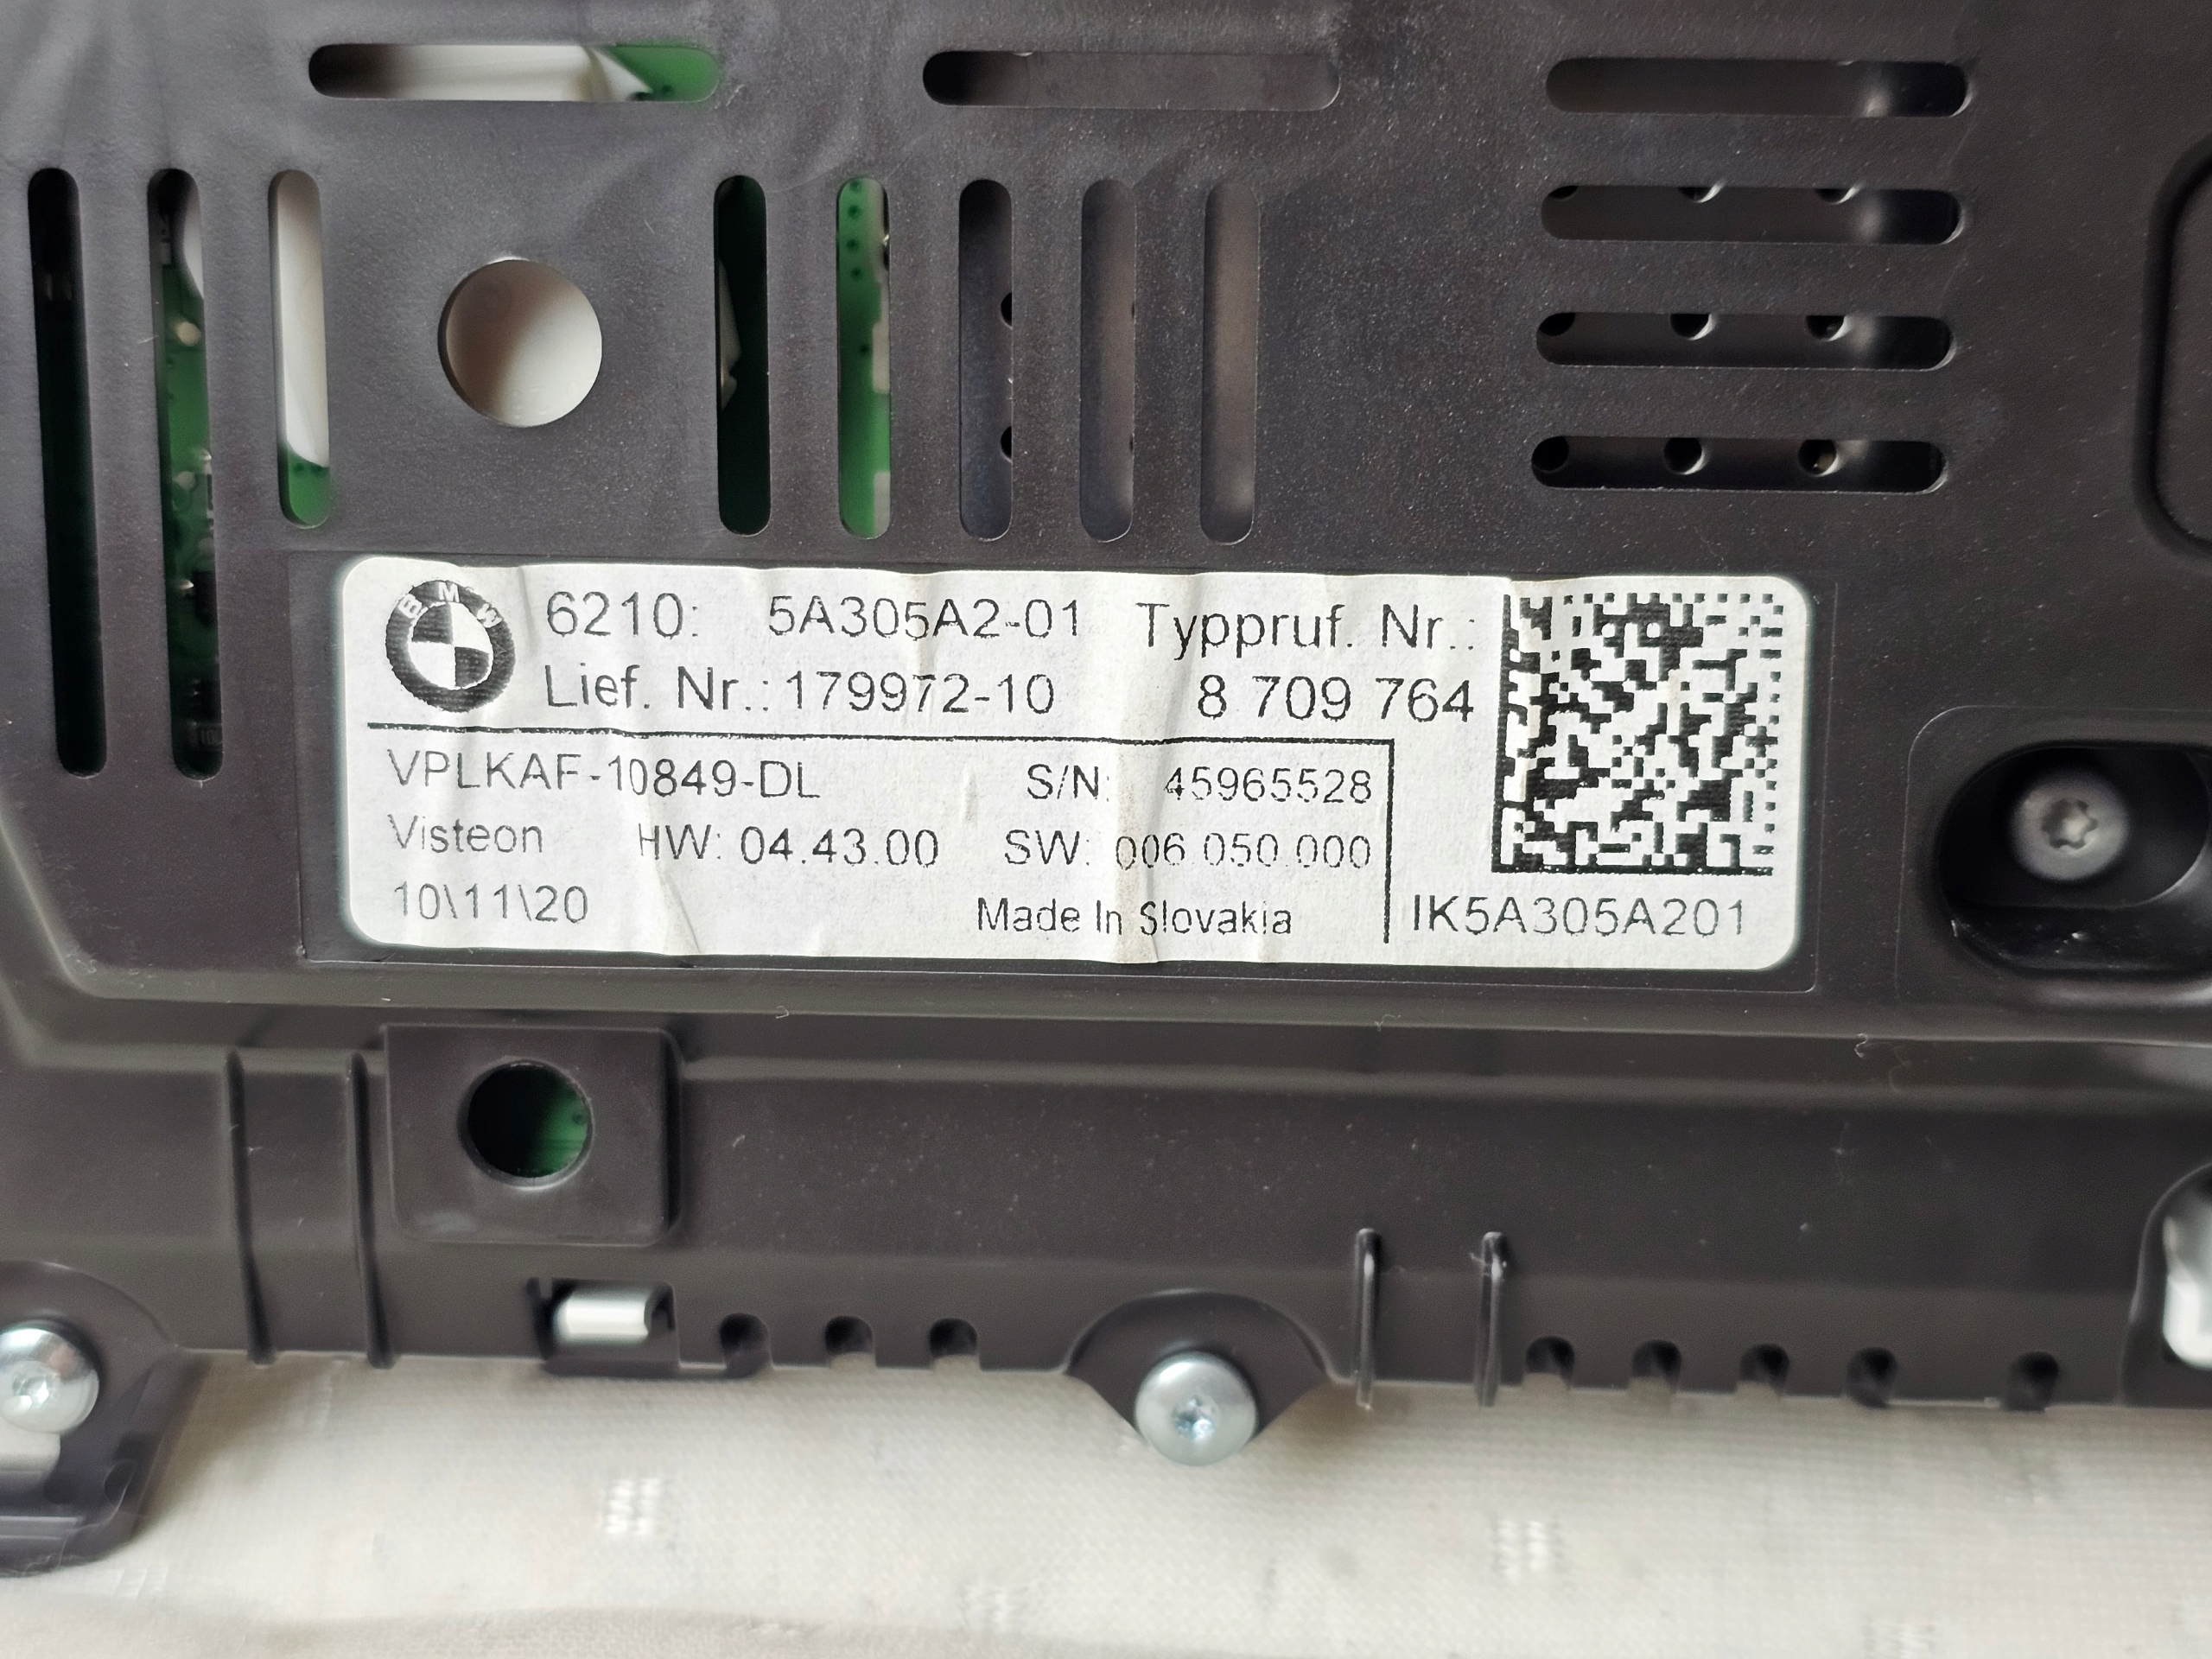 BMW
6210: 5A305A2-01 Typpruf. Nr.:
Lief. Nr.: 179972-10 8 709 764
VPLKAF-10849-DL S/N: 45965528
Visteon HW: 04.43.00 SW: 006.050.000
10\11\20 Made In Slovakia IK5A305A201